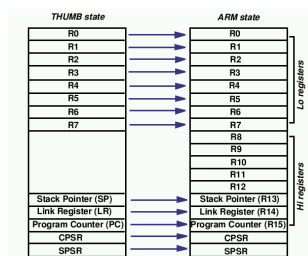 THUMB state ARM state
R0 R0
R1 R1
R2 R2
R3 R3
R4 R4
R5 R5
R6 R6
R7 R7
R8
R9
R10
R11
R12
Stack Pointer (SP) Stack Pointer (R13)
Link Register (LR) Link Register (R14)
Program Counter (PC) Program Counter (R15)
CPSR CPSR
SPSR SPSR
Lo registers
Hi registers